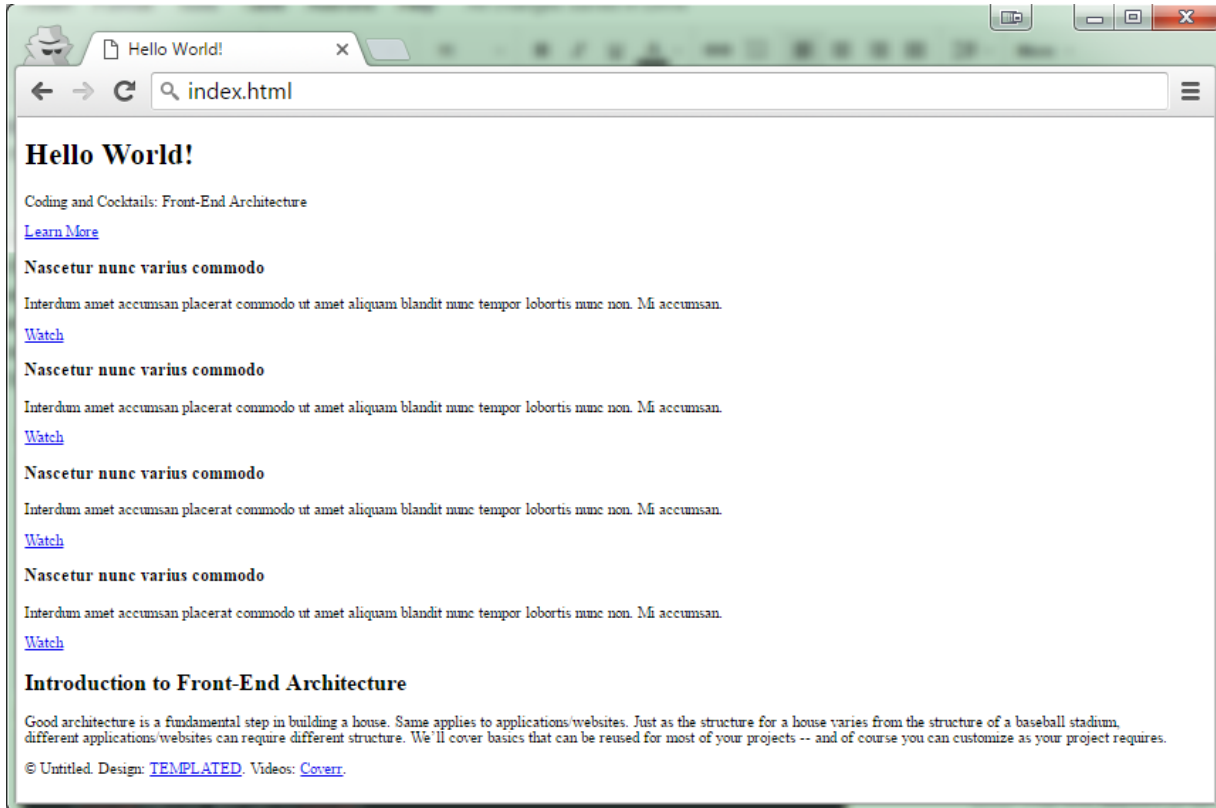 Hello World!
index.html
Hello World!
Coding and Cocktails: Front-End Architecture
Learn More
Nascetur nunc varius commodo
Interdum amet accumsan placerat commodo ut amet aliquam blandit nunc tempor lobortis nunc non. Mi accumsan.
Watch
Nascetur nunc varius commodo
Interdum amet accumsan placerat commodo ut amet aliquam blandit nunc tempor lobortis nunc non. Mi accumsan.
Watch
Nascetur nunc varius commodo
Interdum amet accumsan placerat commodo ut amet aliquam blandit nunc tempor lobortis nunc non. Mi accumsan.
Watch
Nascetur nunc varius commodo
Interdum amet accumsan placerat commodo ut amet aliquam blandit nunc tempor lobortis nunc non. Mi accumsan.
Watch
Introduction to Front-End Architecture
Good architecture is a fundamental step in building a house. Same applies to applications/websites. Just as the structure for a house varies from the structure of a baseball stadium,
different applications/websites can require different structure. We`ll cover basics that can be reused for most of your projects -- and of course you can customize as your project requires.
© Untitled. Design: TEMPLATED. Videos: Coverr.